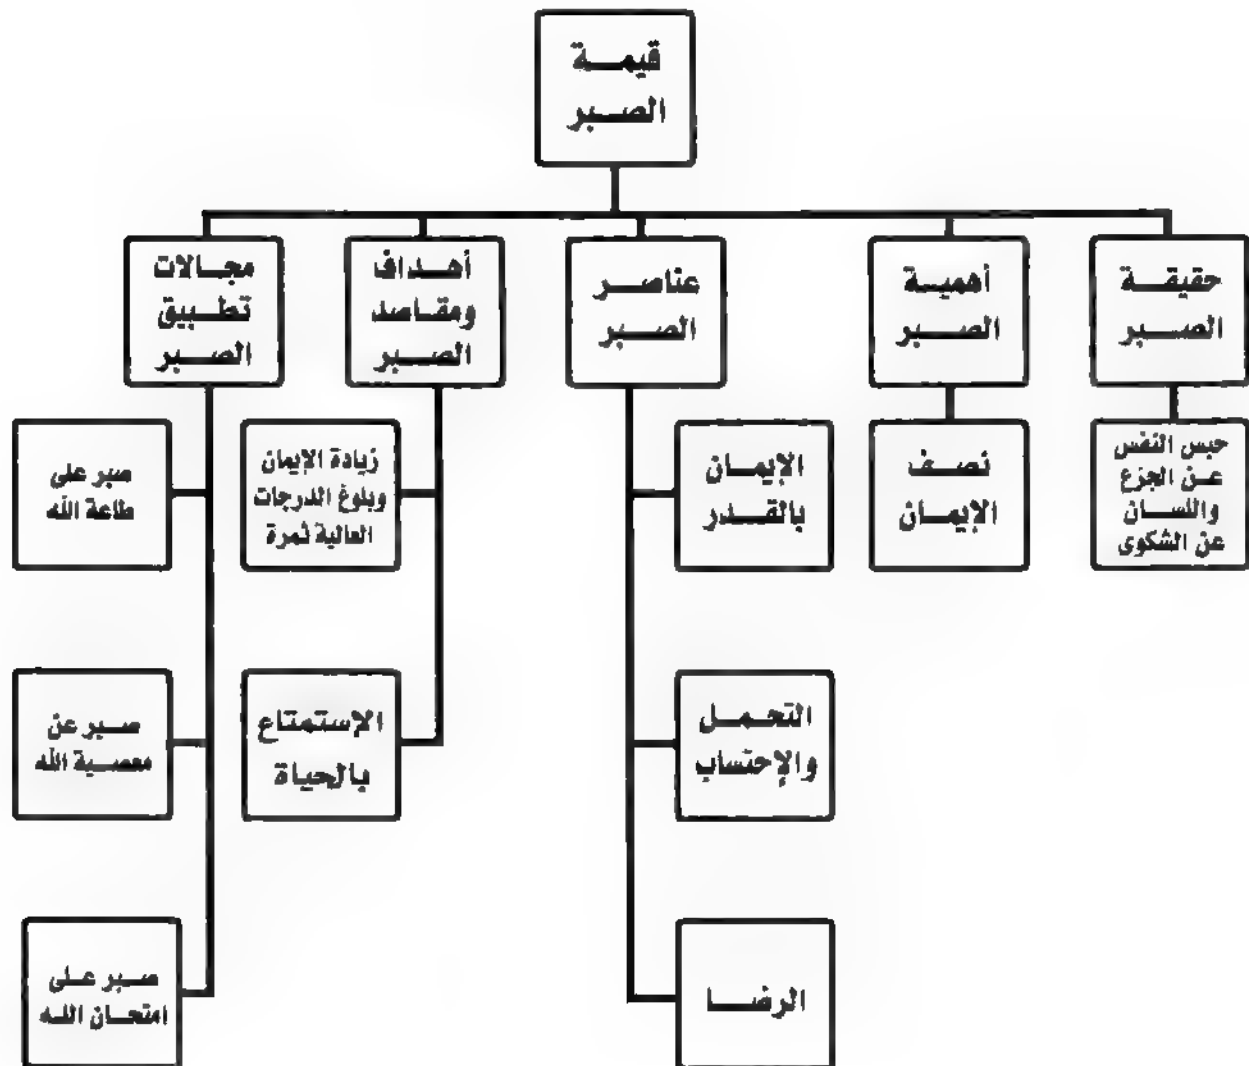 قيمة
الصبر
حقيقة
الصبر
أهمية
الصبر
عناصر
الصبر
أهداف
ومقاصد
الصبر
مجالات
تطبيق
الصبر
حبس النفس
عن الجزع
واللسان
عن الشكوى
نصف
الإيمان
الإيمان
بالقدر
زيادة الإيمان
وبلوغ الدرجات
العالية ثمرة
صبر على
طاعة الله
التحمل
والإحتساب
الإستمتاع
بالحياة
صبر عن
معصية الله
الرضا
صبر على
امتحان الله